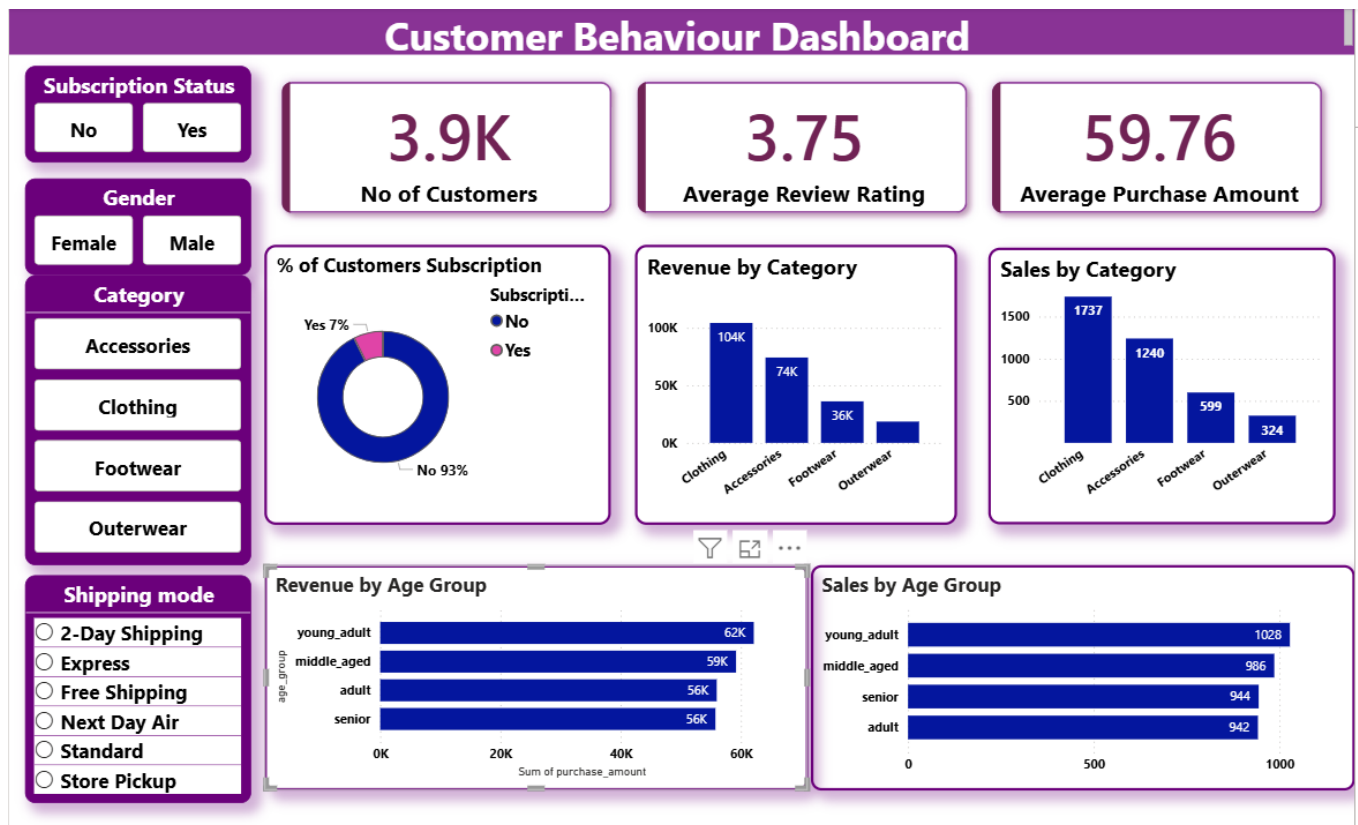 Customer Behaviour Dashboard
Subscription Status
No
Yes
Gender
Female
Male
Category
Accessories
Clothing
Footwear
Outerwear
Shipping mode
2-Day Shipping
Express
Free Shipping
Next Day Air
Standard
Store Pickup
3.9K
No of Customers
3.75
Average Review Rating
59.76
Average Purchase Amount
% of Customers Subscription
Subscripti...
No
Yes
Yes 7%
No 93%
Revenue by Category
100K
50K
0K
104K
74K
36K
Clothing
Accessories
Footwear
Outerwear
Sales by Category
1500
1000
500
1737
1240
599
324
Clothing
Accessories
Footwear
Outerwear
Revenue by Age Group
age_group
young_adult
62K
middle_aged
59K
adult
56K
senior
56K
0K
20K
40K
60K
Sum of purchase_amount
Sales by Age Group
young_adult
1028
middle_aged
986
senior
944
adult
942
0
500
1000